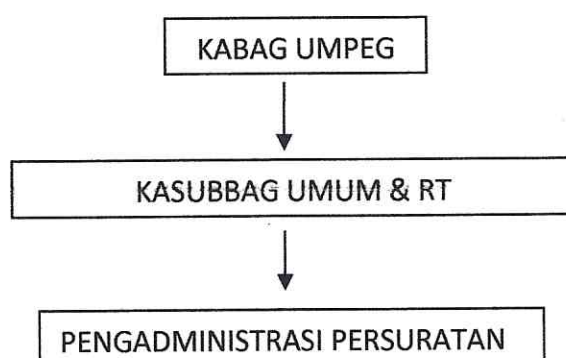 KABAG UMPEG
KASUBBAG UMUM & RT
PENGADMINISTRASI PERSURATAN